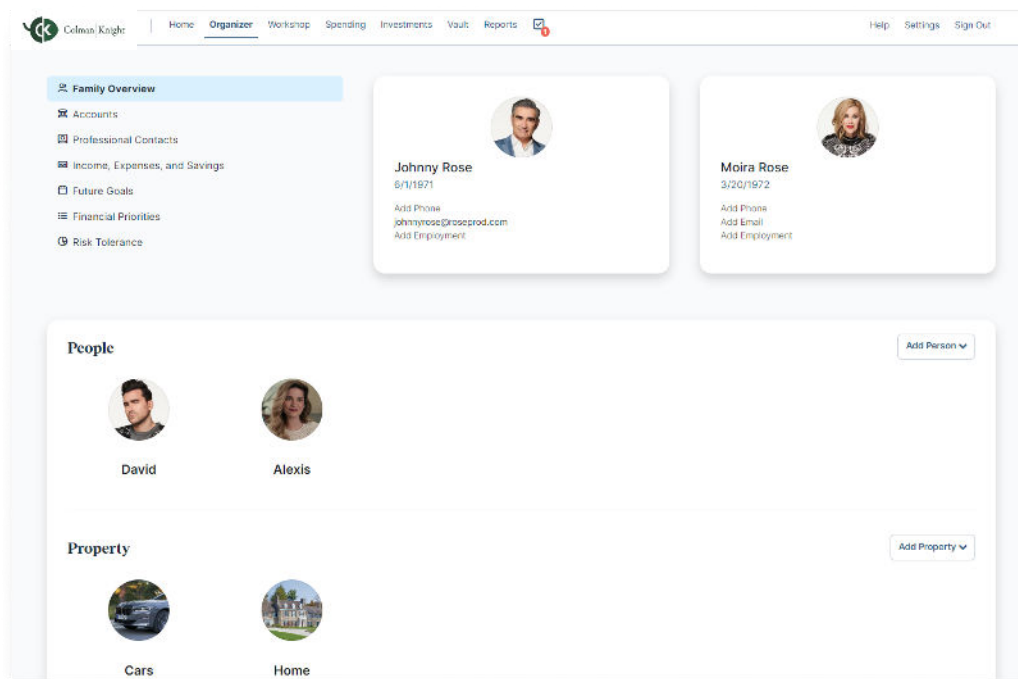 Colman|Knight
Home Organizer Workshop Spending Investments Vault Reports 1
Help Settings Sign Out
Family Overview
Accounts
Professional Contacts
Income, Expenses, and Savings
Future Goals
Financial Priorities
Risk Tolerance
Johnny Rose
6/1/1971
Add Phone
johnnyrose@roseprod.com
Add Employment
Moira Rose
3/20/1972
Add Phone
Add Email
Add Employment
People
Add Person
David Alexis
Property
Add Property
Cars Home